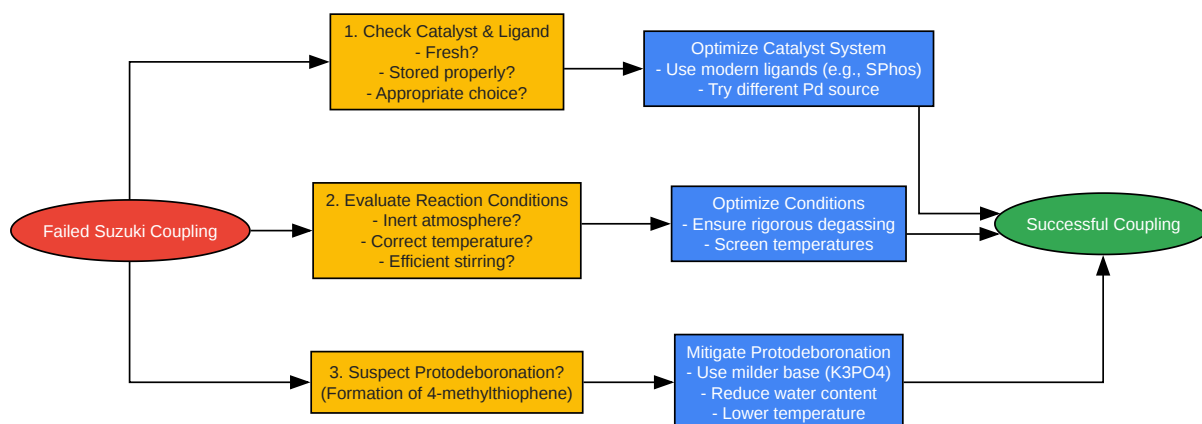 Failed Suzuki Coupling
1. Check Catalyst & Ligand
- Fresh?
- Stored properly?
- Appropriate choice?
Optimize Catalyst System
- Use modern ligands (e.g., SPhos)
- Try different Pd source
2. Evaluate Reaction Conditions
- Inert atmosphere?
- Correct temperature?
- Efficient stirring?
Optimize Conditions
- Ensure rigorous degassing
- Screen temperatures
3. Suspect Protodeboronation?
(Formation of 4-methylthiophene)
Mitigate Protodeboronation
- Use milder base (K3PO4)
- Reduce water content
- Lower temperature
Successful Coupling